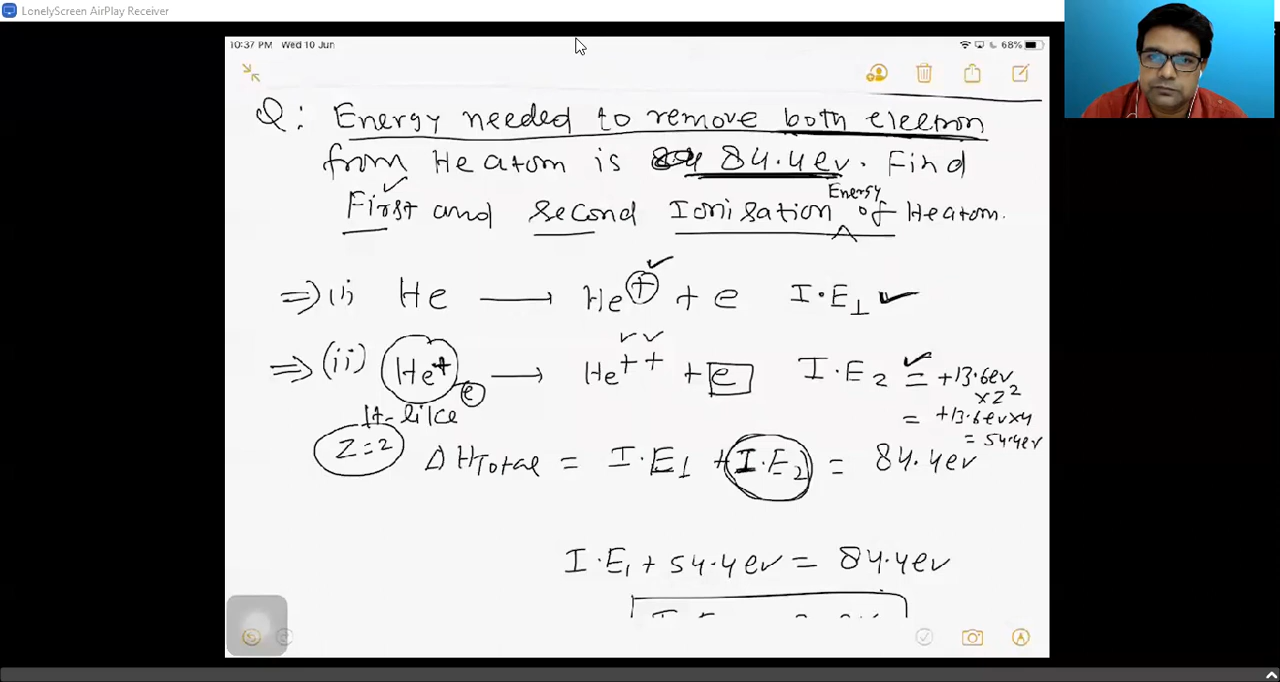 LonelyScreen AirPlay Receiver
10:37 PM Wed 10 Jun 68%
Q: Energy needed to remove both electron
from He atom is 84.4ev. Find
Energy
First and second Ionisation of He atom.
⇒(i) He ⟶ He+ + e I.E1
⇒(ii) He+ ⟶ He++ + e I.E2 = +13.6ev
e ×Z2
H-like = +13.6ev×4
= 54.4ev
Z=2 ΔHTotal = I.E1 + I.E2 = 84.4ev
I.E1 + 54.4ev = 84.4ev